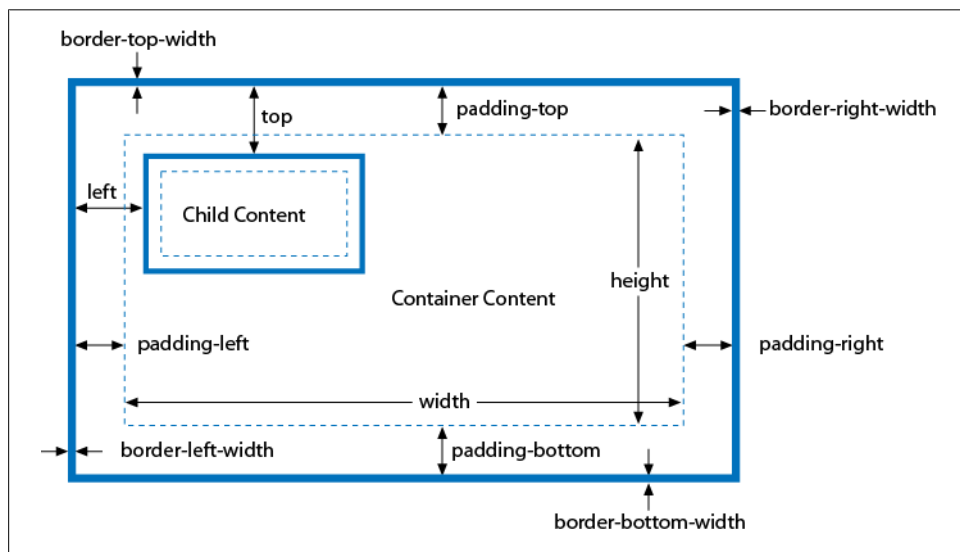 border-top-width
top
padding-top
border-right-width
left
Child Content
height
Container Content
padding-left
padding-right
width
border-left-width
padding-bottom
border-bottom-width